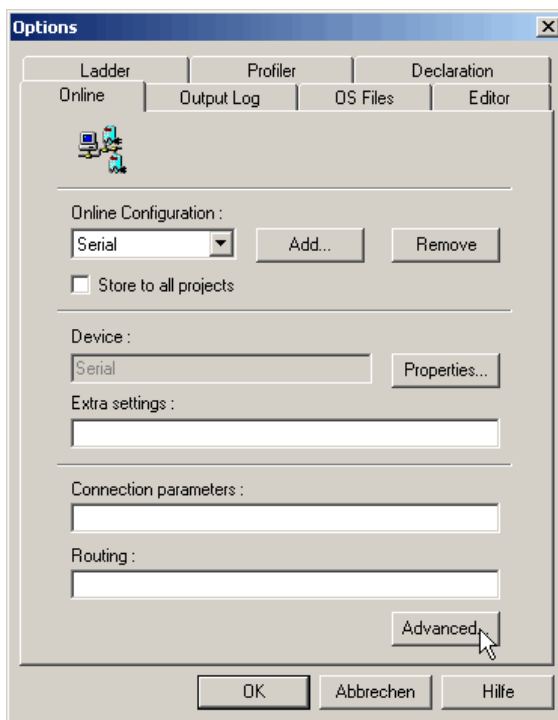 Options
Ladder Profiler Declaration
Online Output Log OS Files Editor
Online Configuration :
Serial Add... Remove
Store to all projects
Device :
Serial Properties...
Extra settings :
Connection parameters :
Routing :
Advanced...
OK Abbrechen Hilfe